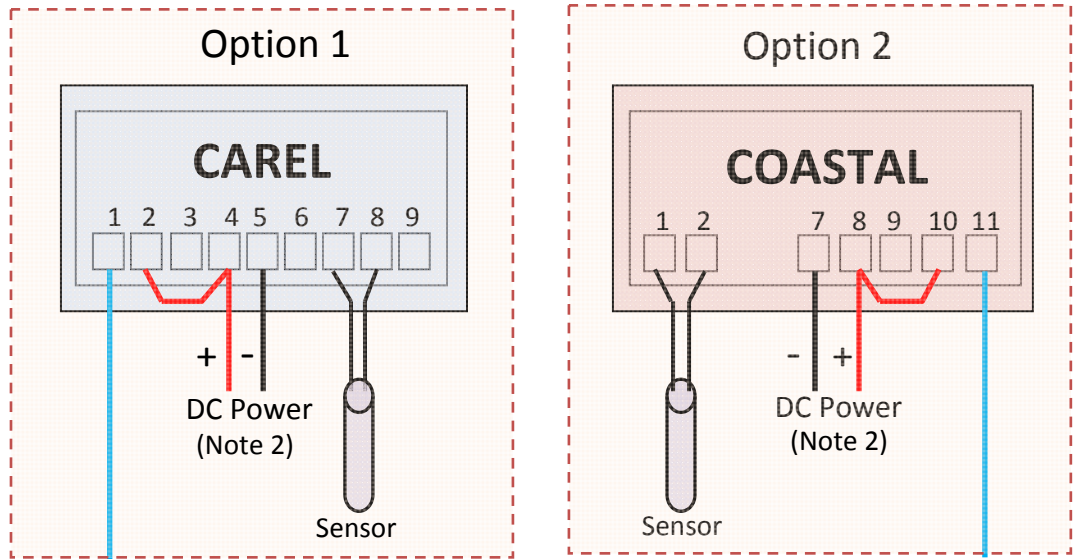 Option 1
CAREL
1 2 3 4 5 6 7 8 9
+ -
DC Power
(Note 2)
Sensor
Option 2
COASTAL
1 2 7 8 9 10 11
- +
DC Power
(Note 2)
Sensor